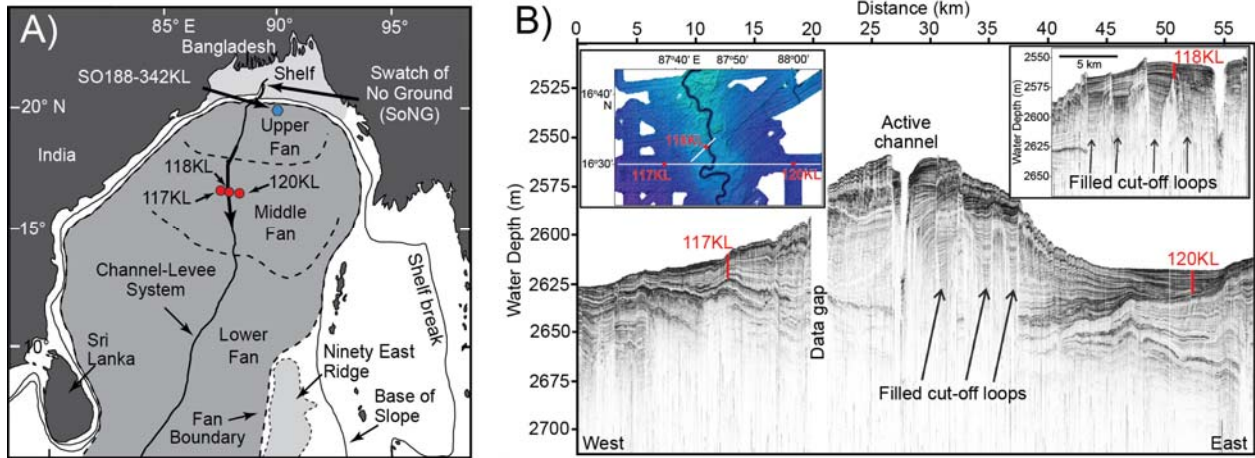 A)
85° E
90°
Bangladesh
Shelf
SO188-342KL
Swatch of
No Ground
(SoNG)
20° N
Upper
Fan
India
118KL
117KL
120KL
Middle
Fan
15°
Channel-Levee
System
Shelf break
Lower
Fan
10°
Sri
Lanka
Ninety East
Ridge
Fan
Boundary
Base of
Slope
B)
Distance (km)
0 5 10 15 20 25 30 35 40 45 50 55
Water Depth (m)
2525
2550
2575
2600
2625
2650
2675
2700
87°40' E 87°50' 88°00'
16°40'
N
16°30'
118KL
117KL
120KL
Active
channel
117KL
Data gap
Filled cut-off loops
120KL
West
East
5 km
118KL
Water Depth (m)
2550
2575
2600
2625
2650
Filled cut-off loops